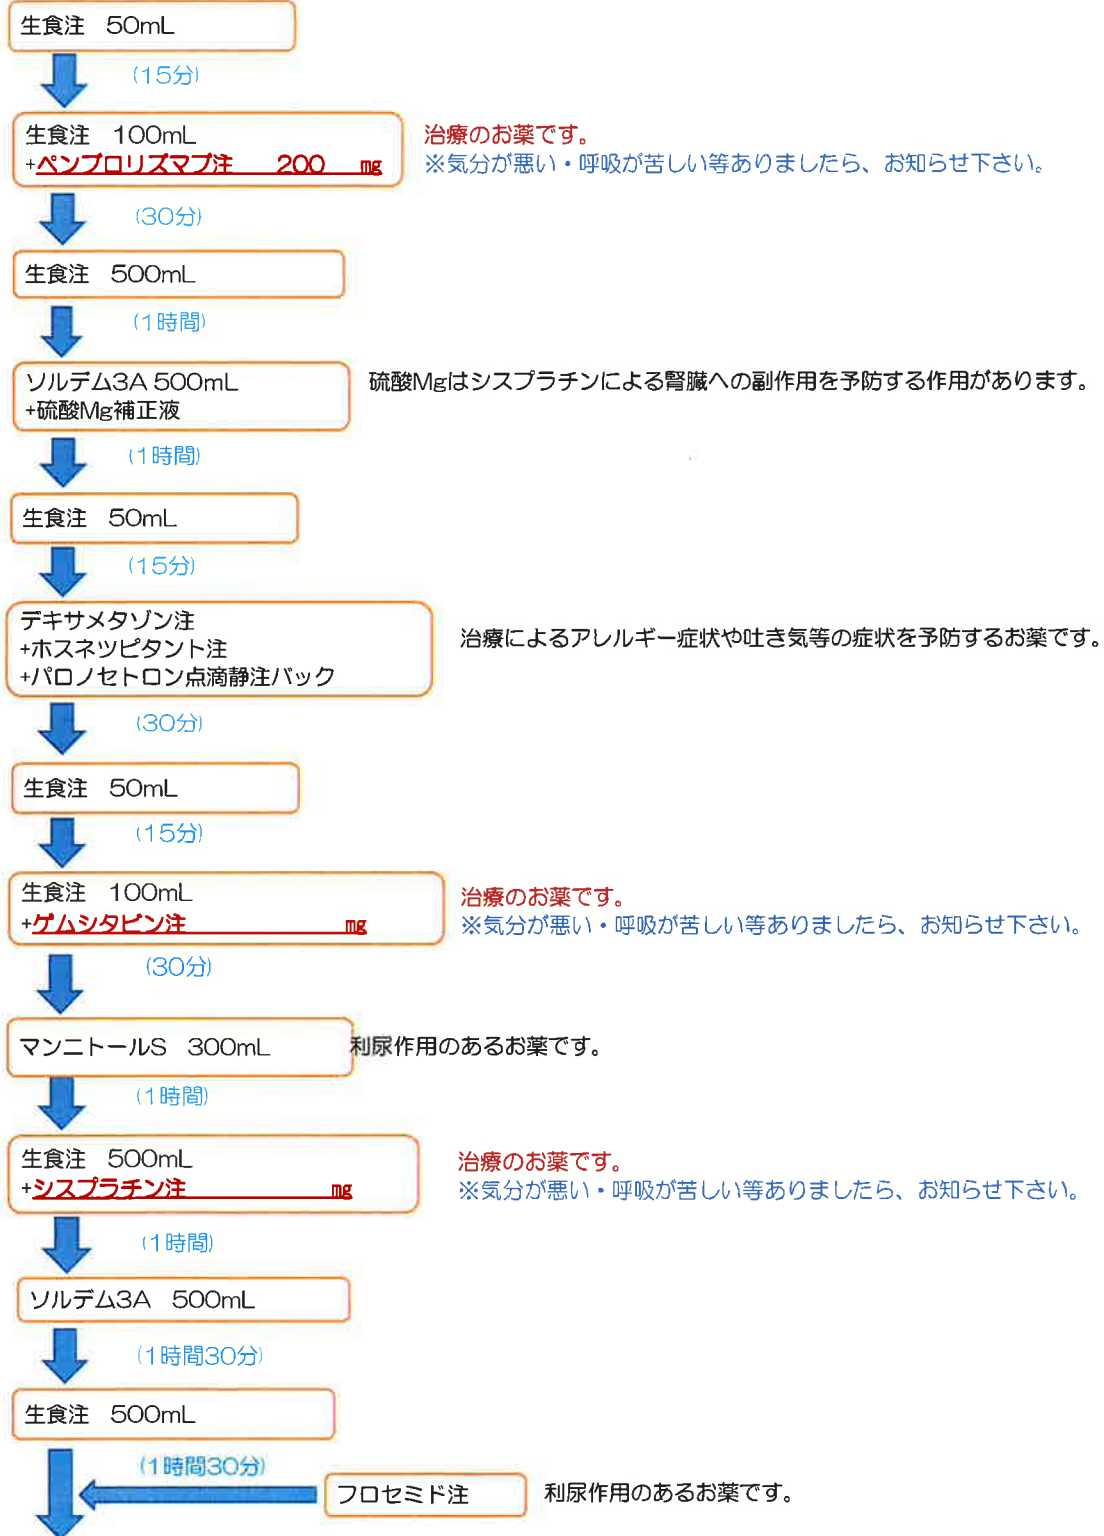 生食注　50mL
(15分)
生食注　100mL
+ペンブロリズマブ注　200　mg
治療のお薬です。
※気分が悪い・呼吸が苦しい等ありましたら、お知らせ下さい。
(30分)
生食注　500mL
(1時間)
ソルデム3A 500mL
+硫酸Mg補正液
硫酸Mgはシスプラチンによる腎臓への副作用を予防する作用があります。
(1時間)
生食注　50mL
(15分)
デキサメタゾン注
+ホスネツピタント注
+パロノセトロン点滴静注バック
治療によるアレルギー症状や吐き気等の症状を予防するお薬です。
(30分)
生食注　50mL
(15分)
生食注　100mL
+ゲムシタビン注　mg
治療のお薬です。
※気分が悪い・呼吸が苦しい等ありましたら、お知らせ下さい。
(30分)
マンニトールS　300mL
利尿作用のあるお薬です。
(1時間)
生食注　500mL
+シスプラチン注　mg
治療のお薬です。
※気分が悪い・呼吸が苦しい等ありましたら、お知らせ下さい。
(1時間)
ソルデム3A　500mL
(1時間30分)
生食注　500mL
(1時間30分)
フロセミド注
利尿作用のあるお薬です。